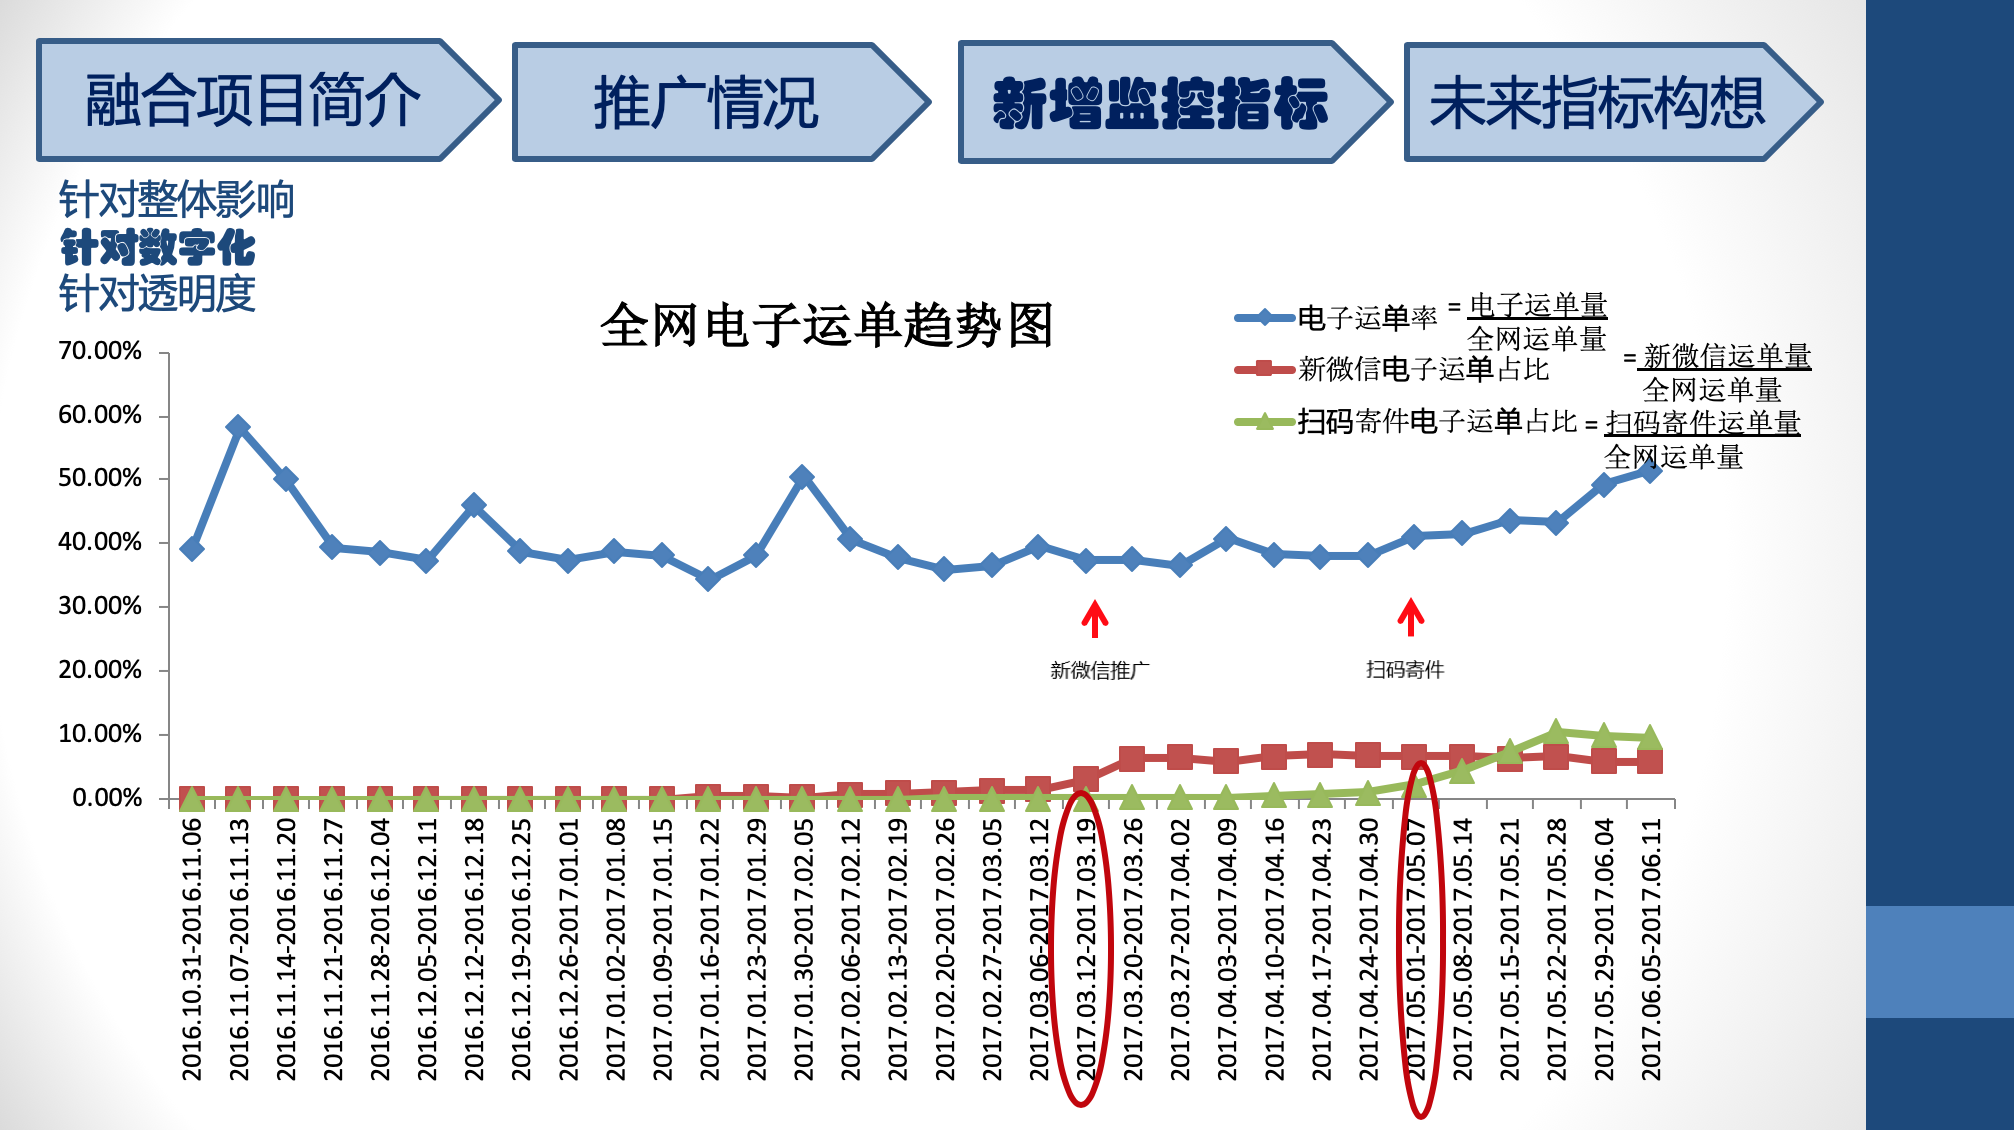 融合项目简介
推广情况
新增监控指标
未来指标构想
针对整体影响
针对数字化
针对透明度
全网电子运单趋势图
电子运单率 = 电子运单量
全网运单量
新微信电子运单占比 = 新微信运单量
全网运单量
扫码寄件电子运单占比 = 扫码寄件运单量
全网运单量
70.00%
60.00%
50.00%
40.00%
30.00%
20.00%
10.00%
0.00%
新微信推广
扫码寄件
2016.10.31-2016.11.06
2016.11.07-2016.11.13
2016.11.14-2016.11.20
2016.11.21-2016.11.27
2016.11.28-2016.12.04
2016.12.05-2016.12.11
2016.12.12-2016.12.18
2016.12.19-2016.12.25
2016.12.26-2017.01.01
2017.01.02-2017.01.08
2017.01.09-2017.01.15
2017.01.16-2017.01.22
2017.01.23-2017.01.29
2017.01.30-2017.02.05
2017.02.06-2017.02.12
2017.02.13-2017.02.19
2017.02.20-2017.02.26
2017.02.27-2017.03.05
2017.03.06-2017.03.12
2017.03.12-2017.03.19
2017.03.20-2017.03.26
2017.03.27-2017.04.02
2017.04.03-2017.04.09
2017.04.10-2017.04.16
2017.04.17-2017.04.23
2017.04.24-2017.04.30
2017.05.01-2017.05.07
2017.05.08-2017.05.14
2017.05.15-2017.05.21
2017.05.22-2017.05.28
2017.05.29-2017.06.04
2017.06.05-2017.06.11